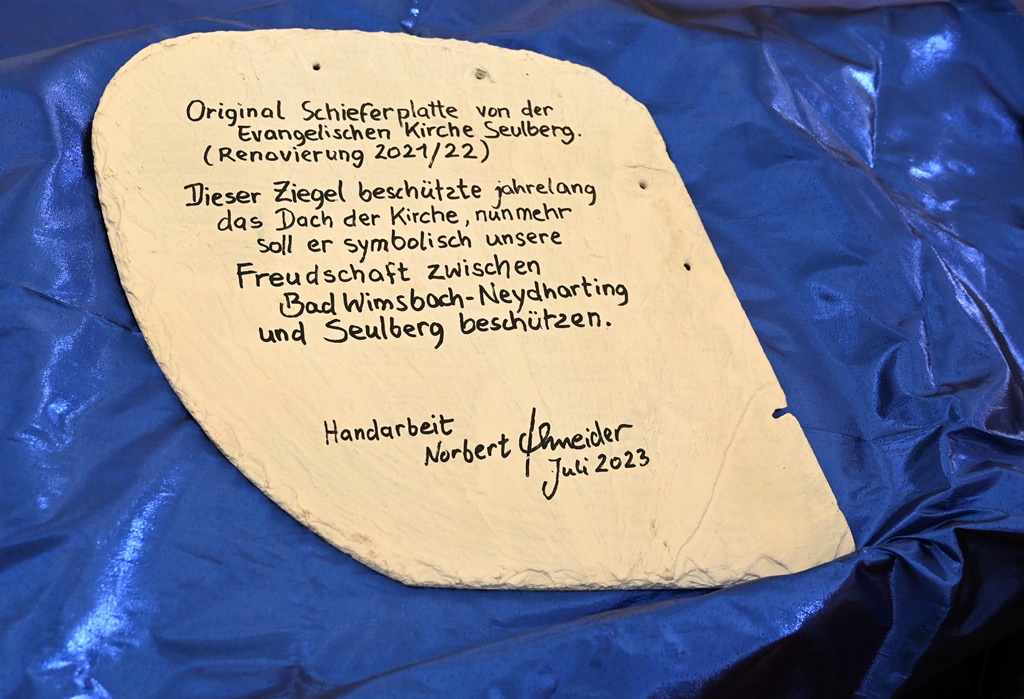 Original Schieferplatte von der
Evangelischen Kirche Seulberg.
(Renovierung 2021/22)
Dieser Ziegel beschützte jahrelang
das Dach der Kirche, nunmehr
soll er symbolisch unsere
Freudschaft zwischen
Bad Wimsbach-Neydharting
und Seulberg beschützen.
Handarbeit
Norbert Schneider
Juli 2023